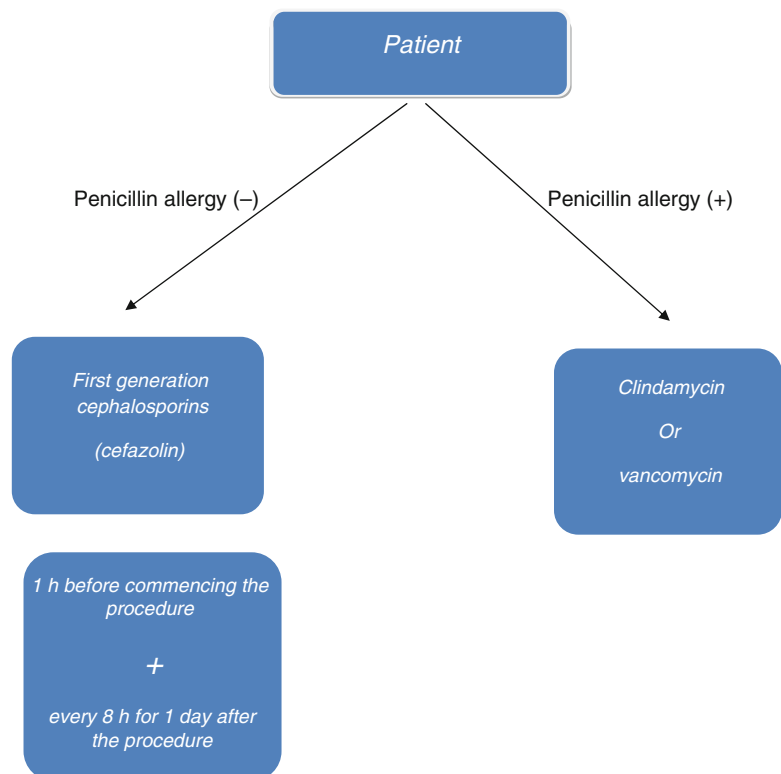 Patient
Penicillin allergy (–)
Penicillin allergy (+)
First generation
cephalosporins
(cefazolin)
Clindamycin
Or
vancomycin
1 h before commencing the
procedure
+
every 8 h for 1 day after
the procedure